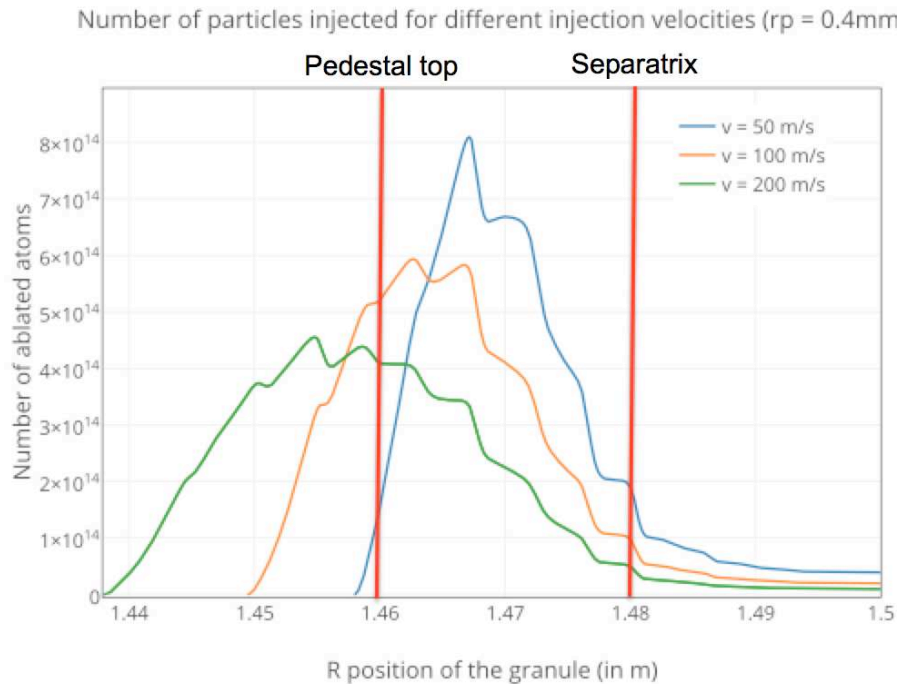 Number of particles injected for different injection velocities (rp = 0.4mm
Pedestal top Separatrix
v = 50 m/s
v = 100 m/s
v = 200 m/s
8×10¹⁴
7×10¹⁴
6×10¹⁴
5×10¹⁴
4×10¹⁴
3×10¹⁴
2×10¹⁴
1×10¹⁴
0
Number of ablated atoms
1.44 1.45 1.46 1.47 1.48 1.49 1.5
R position of the granule (in m)